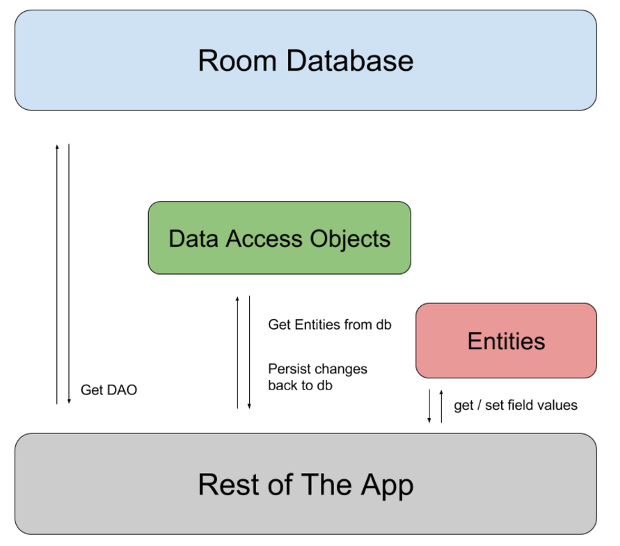 Room Database
Data Access Objects
Get Entities from db
Persist changes
back to db
Entities
Get DAO
get / set field values
Rest of The App